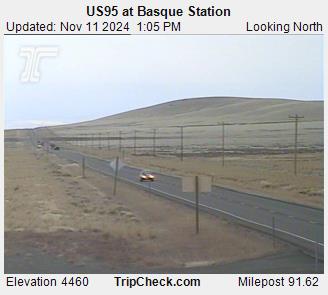 US95 at Basque Station
Updated: Nov 11 2024 1:05 PM Looking North
Elevation 4460 TripCheck.com Milepost 91.62